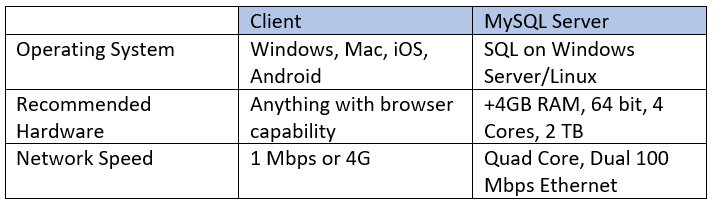 Client MySQL Server
Operating System Windows, Mac, iOS, SQL on Windows
Android Server/Linux
Recommended Anything with browser +4GB RAM, 64 bit, 4
Hardware capability Cores, 2 TB
Network Speed 1 Mbps or 4G Quad Core, Dual 100
Mbps Ethernet